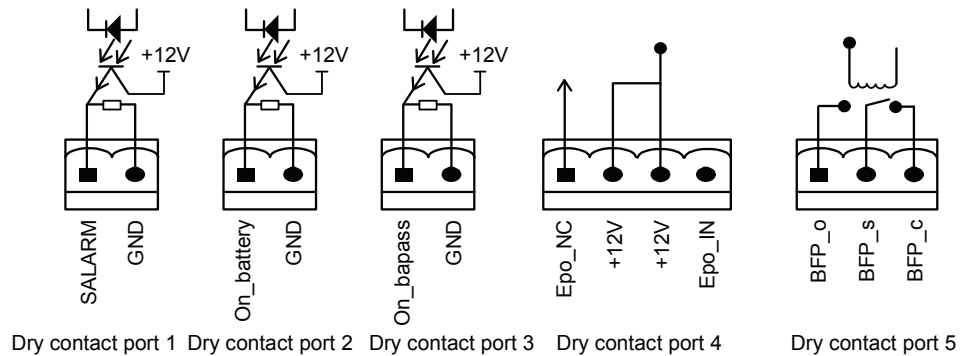 +12V
+12V
+12V
SALARM
GND
On_battery
GND
On_bapass
GND
Epo_NC
+12V
+12V
Epo_IN
BFP_o
BFP_s
BFP_c
Dry contact port 1
Dry contact port 2
Dry contact port 3
Dry contact port 4
Dry contact port 5